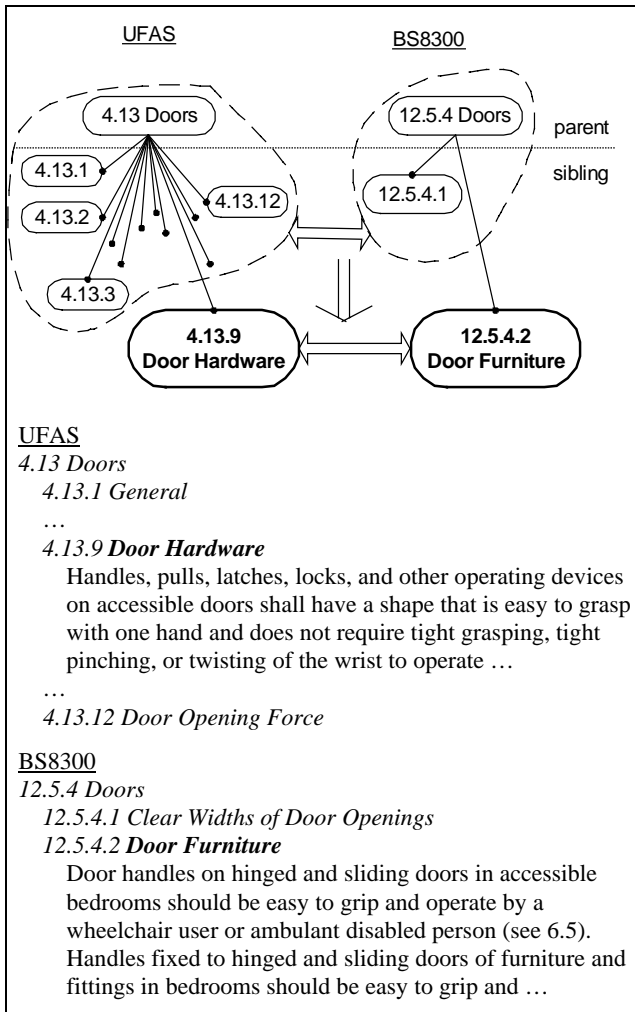 UFAS
BS8300
4.13 Doors
12.5.4 Doors
parent
sibling
4.13.1
4.13.12
12.5.4.1
4.13.2
4.13.3
4.13.9
Door Hardware
12.5.4.2
Door Furniture
UFAS
4.13 Doors
4.13.1 General
…
4.13.9 Door Hardware
Handles, pulls, latches, locks, and other operating devices
on accessible doors shall have a shape that is easy to grasp
with one hand and does not require tight grasping, tight
pinching, or twisting of the wrist to operate …
…
4.13.12 Door Opening Force
BS8300
12.5.4 Doors
12.5.4.1 Clear Widths of Door Openings
12.5.4.2 Door Furniture
Door handles on hinged and sliding doors in accessible
bedrooms should be easy to grip and operate by a
wheelchair user or ambulant disabled person (see 6.5).
Handles fixed to hinged and sliding doors of furniture and
fittings in bedrooms should be easy to grip and …